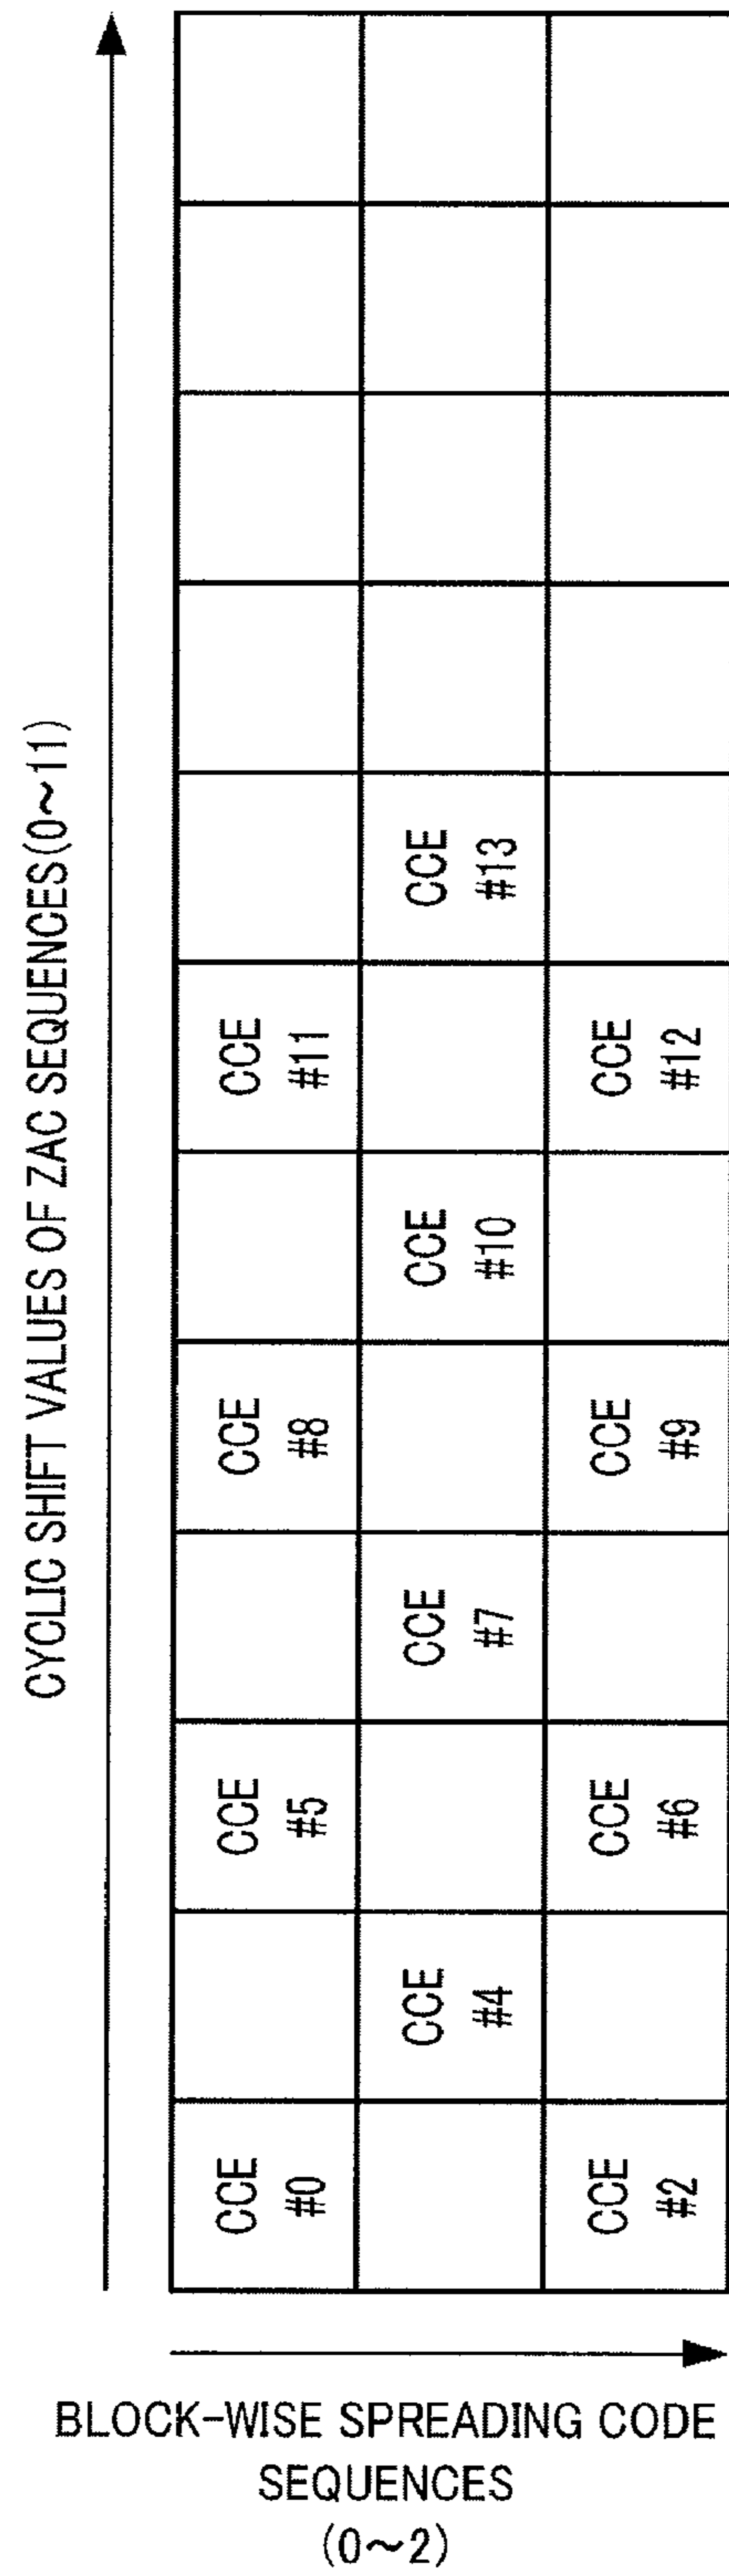 CYCLIC SHIFT VALUES OF ZAC SEQUENCES(0~11)
CCE
#13
CCE
#11
CCE
#12
CCE
#10
CCE
#8
CCE
#9
CCE
#7
CCE
#5
CCE
#6
CCE
#4
CCE
#0
CCE
#2
BLOCK-WISE SPREADING CODE
SEQUENCES
(0~2)